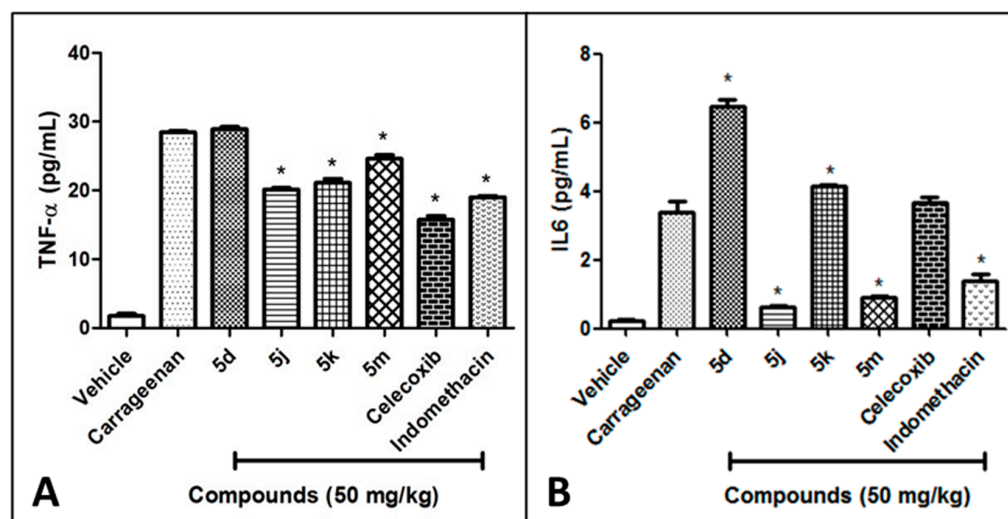 40
30
20
10
0
TNF-α (pg/mL)
*
*
*
*
*
Vehicle
Carrageenan
5d
5j
5k
5m
Celecoxib
Indomethacin
A
Compounds (50 mg/kg)
8
6
4
2
0
IL6 (pg/mL)
*
*
*
*
*
Vehicle
Carrageenan
5d
5j
5k
5m
Celecoxib
Indomethacin
B
Compounds (50 mg/kg)